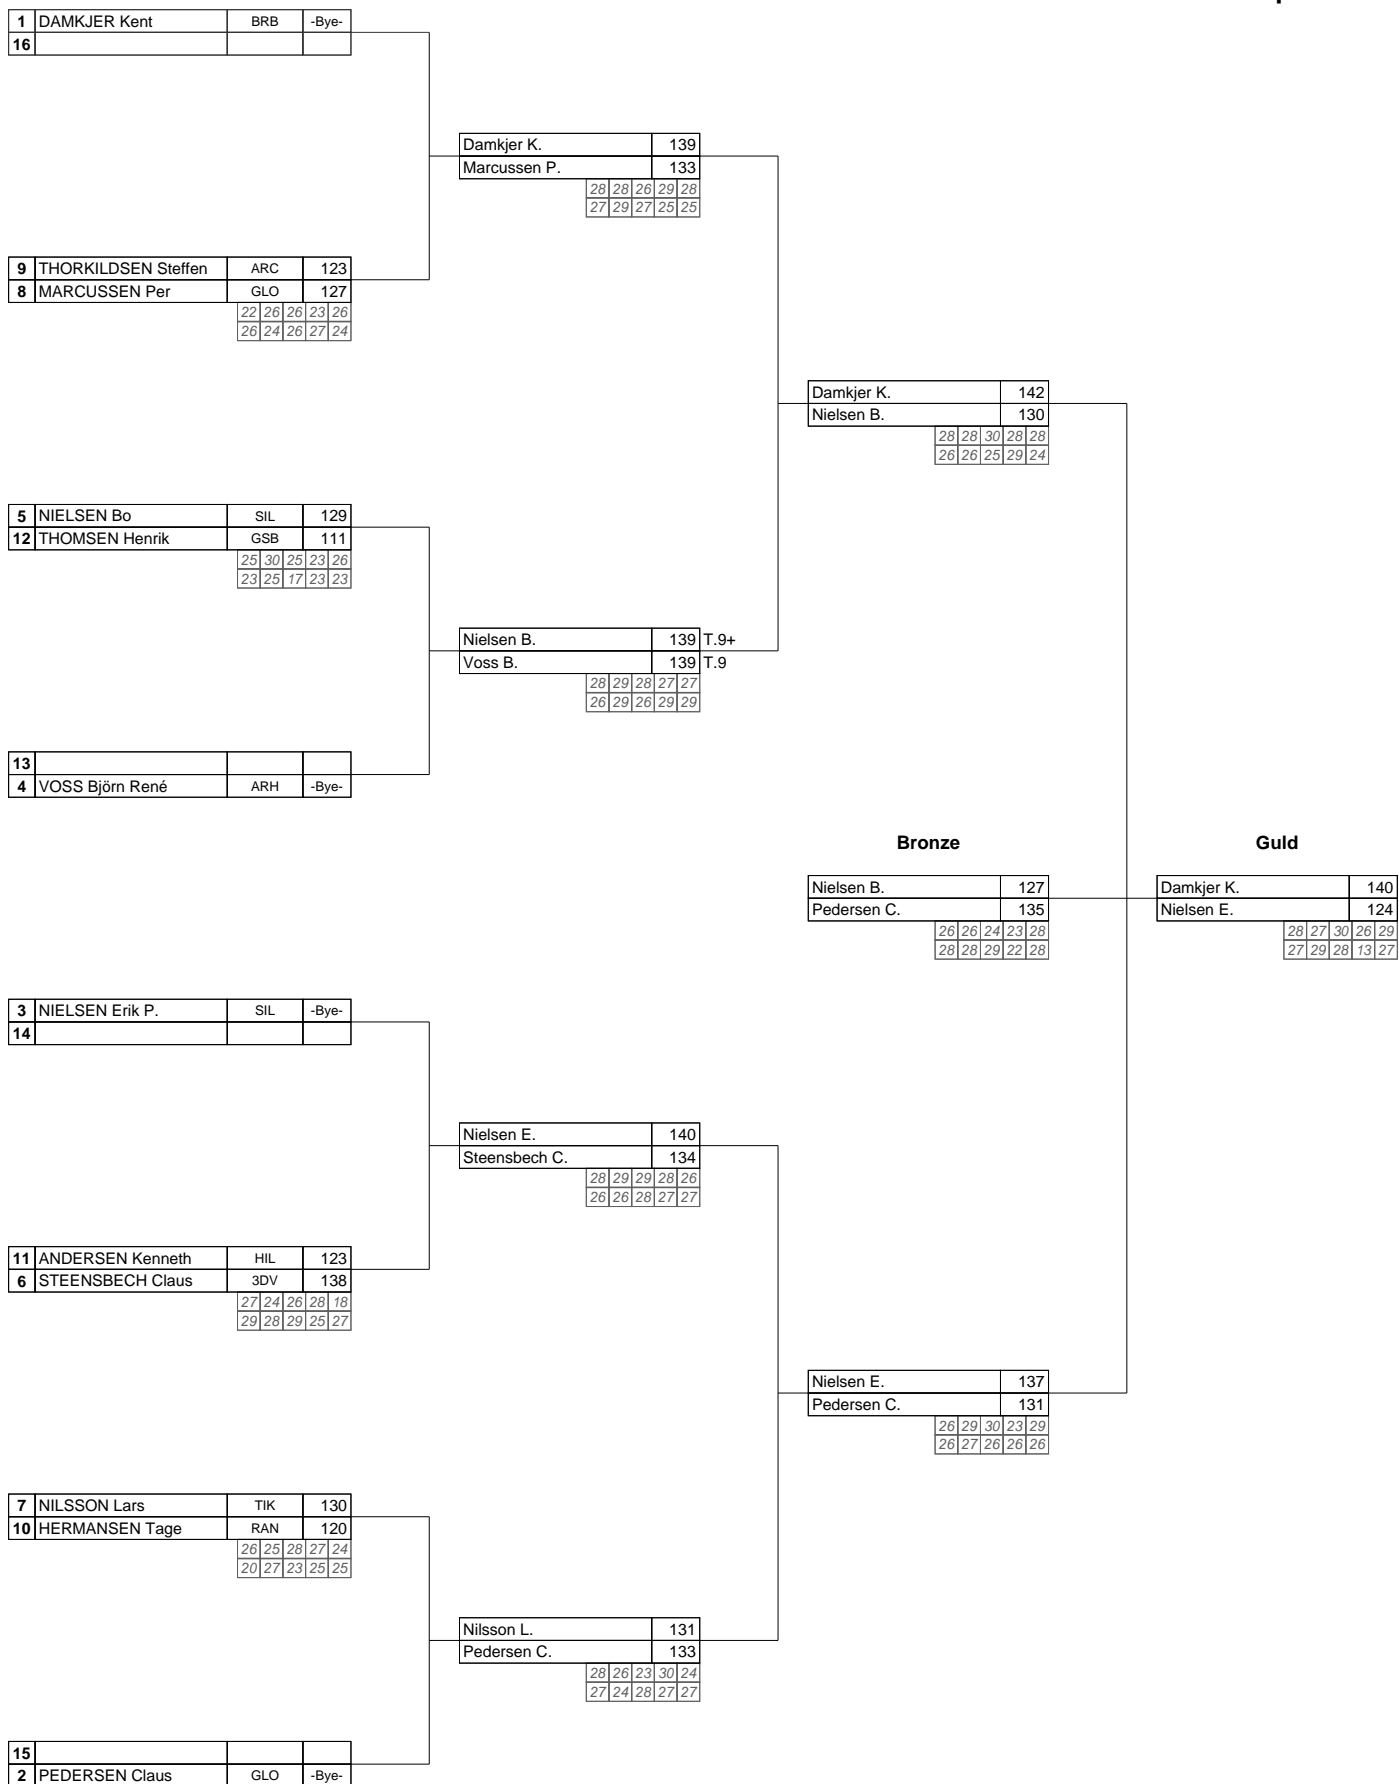 1 DAMKJER Kent BRB -Bye-
16
Damkjer K. 139
Marcussen P. 133
28 28 26 29 28
27 29 27 25 25
9 THORKILDSEN Steffen ARC 123
8 MARCUSSEN Per GLO 127
22 26 26 23 26
26 24 26 27 24
Damkjer K. 142
Nielsen B. 130
28 28 30 28 28
26 26 25 29 24
5 NIELSEN Bo SIL 129
12 THOMSEN Henrik GSB 111
25 30 25 23 26
23 25 17 23 23
Nielsen B. 139 T.9+
Voss B. 139 T.9
28 29 28 27 27
26 29 26 29 29
13
4 VOSS Björn René ARH -Bye-
Bronze Guld
Nielsen B. 127 Damkjer K. 140
Pedersen C. 135 Nielsen E. 124
26 26 24 23 28 28 27 30 26 29
28 28 29 22 28 27 29 28 13 27
3 NIELSEN Erik P. SIL -Bye-
14
Nielsen E. 140
Steensbech C. 134
28 29 29 28 26
26 26 28 27 27
11 ANDERSEN Kenneth HIL 123
6 STEENSBECH Claus 3DV 138
27 24 26 28 18
29 28 29 25 27
Nielsen E. 137
Pedersen C. 131
26 29 30 23 29
26 27 26 26 26
7 NILSSON Lars TIK 130
10 HERMANSEN Tage RAN 120
26 25 28 27 24
20 27 23 25 25
Nilsson L. 131
Pedersen C. 133
28 26 23 30 24
27 24 28 27 27
15
2 PEDERSEN Claus GLO -Bye-